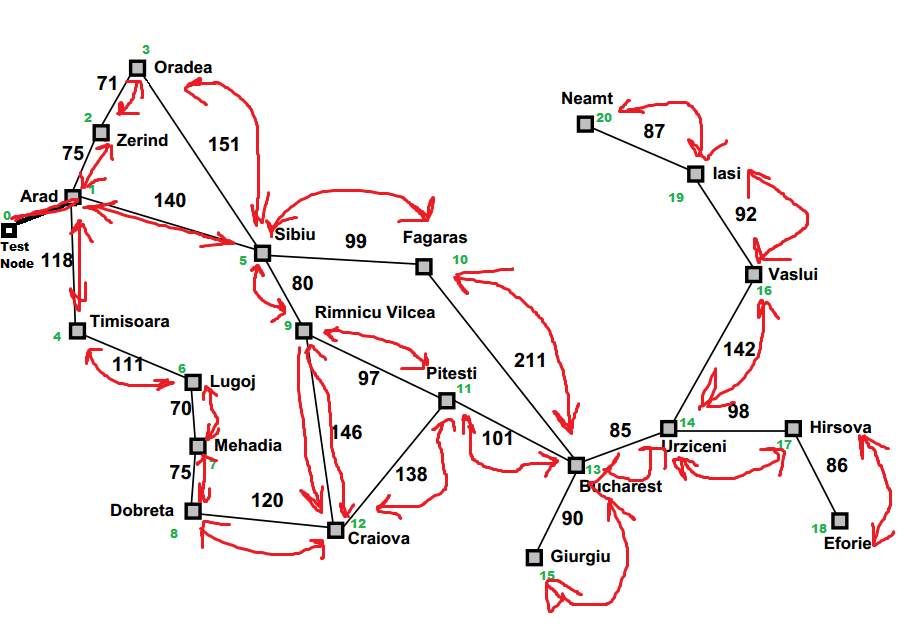 3
Oradea
71
2
Zerind
151
75
Arad
1
140
0
Test
Node
118
Sibiu
5
99
Fagaras
10
80
Neamt
20
87
Iasi
19
92
Vaslui
16
Timisoara
4
9
Rimnicu Vilcea
211
142
111
6
Lugoj
97
Pitesti
11
70
146
101
98
14
Urziceni
85
Hirsova
17
Mehadia
7
75
138
13
Bucharest
86
Dobreta
8
120
12
Craiova
90
18
Eforie
Giurgiu
15